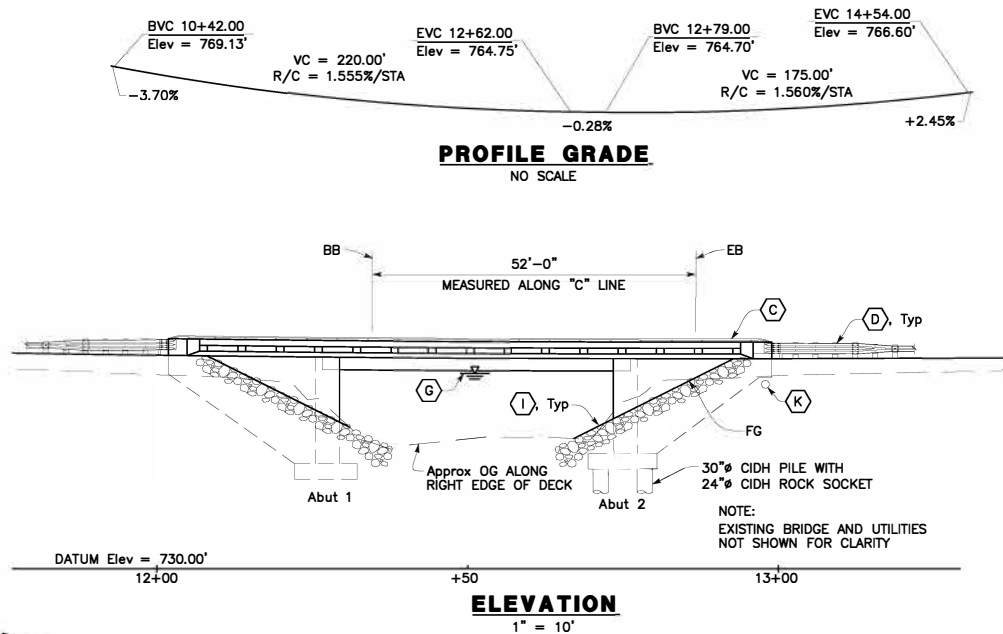 BVC 10+42.00
Elev = 769.13'
VC = 220.00'
R/C = 1.555%/STA
EVC 12+62.00
Elev = 764.75'
BVC 12+79.00
Elev = 764.70'
VC = 175.00'
R/C = 1.560%/STA
EVC 14+54.00
Elev = 766.60'
-3.70%
-0.28%
+2.45%
PROFILE GRADE
NO SCALE
BB
52'-0"
MEASURED ALONG "C" LINE
EB
C
D, Typ
G
I, Typ
K
FG
Approx OG ALONG
RIGHT EDGE OF DECK
Abut 1
Abut 2
30"ø CIDH PILE WITH
24"ø CIDH ROCK SOCKET
NOTE:
EXISTING BRIDGE AND UTILITIES
NOT SHOWN FOR CLARITY
DATUM Elev = 730.00'
12+00
+50
13+00
ELEVATION
1" = 10'